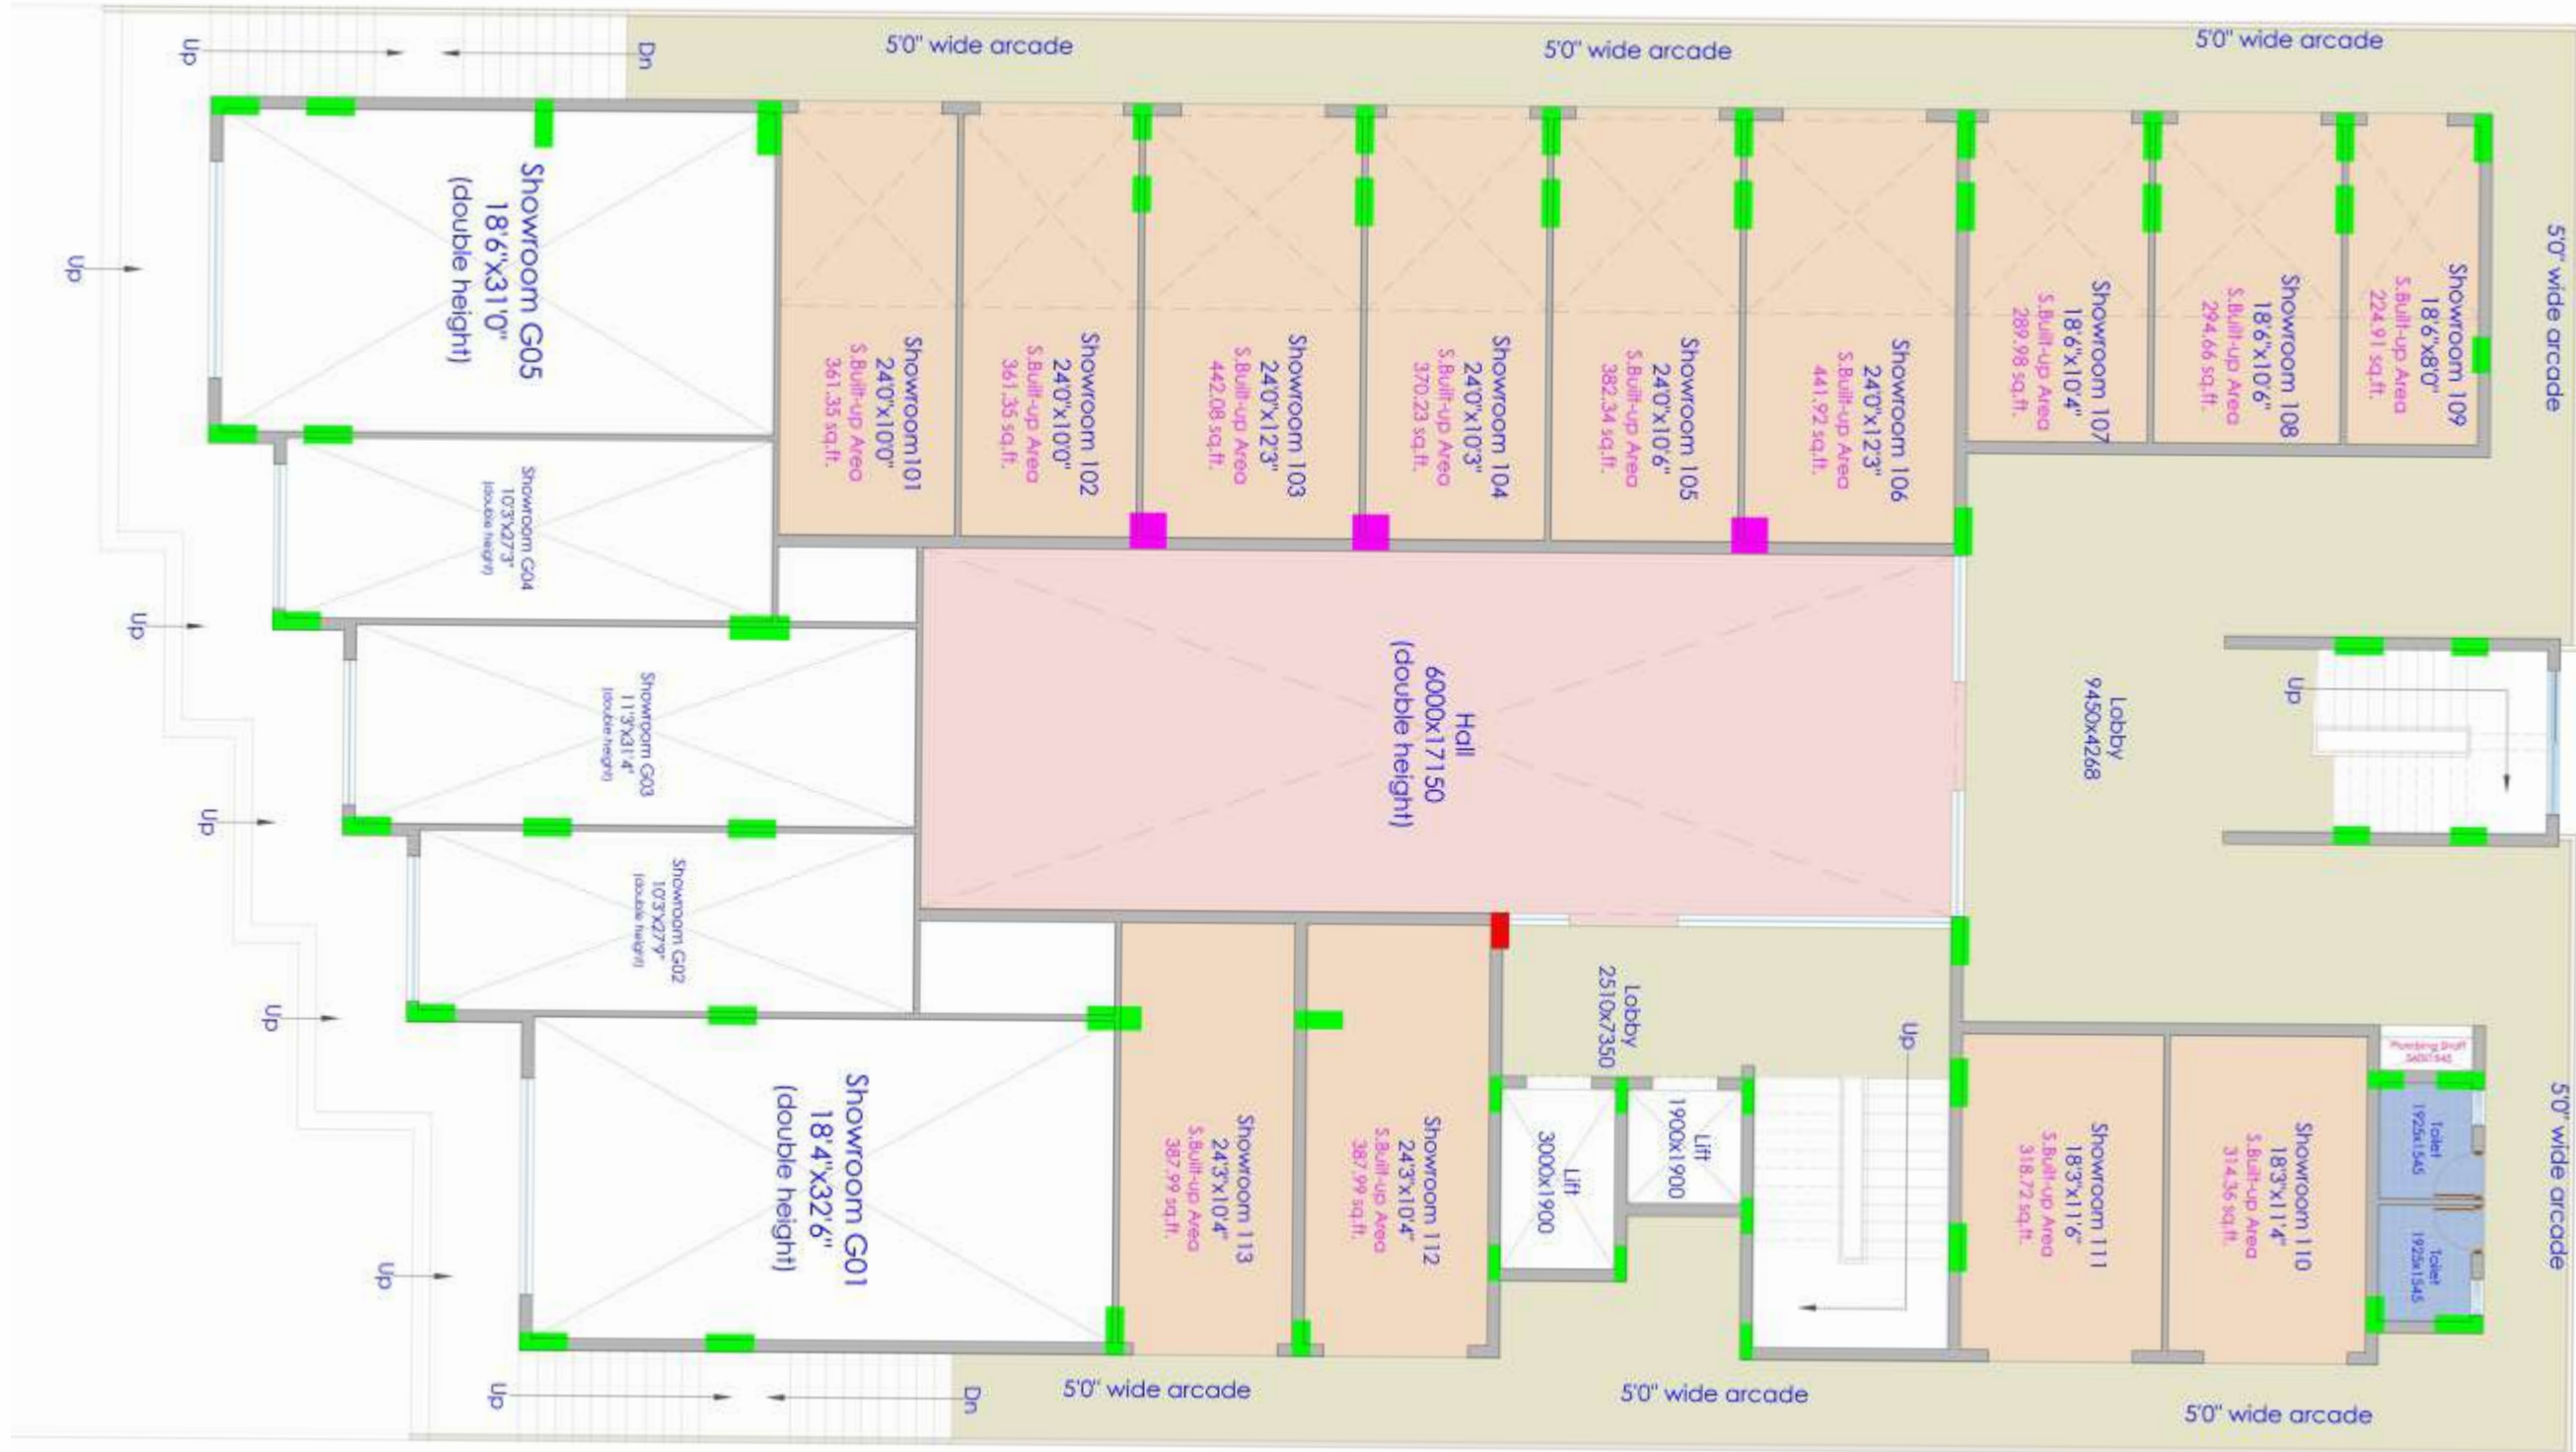 Up
Dn
5'0" wide arcade
5'0" wide arcade
5'0" wide arcade
5'0" wide arcade
Showroom G05
18'6"x31'0"
(double height)
Up
Showroom101
24'0"x10'0"
S.Built-up Area
361.35 sq.ft.
Showroom 102
24'0"x10'0"
S.Built-up Area
361.35 sq.ft.
Showroom 103
24'0"x12'3"
S.Built-up Area
442.08 sq.ft.
Showroom 104
24'0"x10'3"
S.Built-up Area
370.23 sq.ft.
Showroom 105
24'0"x10'6"
S.Built-up Area
382.34 sq.ft.
Showroom 106
24'0"x12'3"
S.Built-up Area
441.92 sq.ft.
Showroom 107
18'6"x10'4"
S.Built-up Area
289.98 sq.ft.
Showroom 108
18'6"x10'6"
S.Built-up Area
294.66 sq.ft.
Showroom 109
18'6"x8'0"
S.Built-up Area
224.91 sq.ft.
Showroom G04
10'3"x27'3"
(double height)
Up
Showroom G03
11'3"x31'4"
(double height)
Up
Hall
6000x17150
(double height)
Lobby
9450x4268
Up
Showroom G02
10'3"x27'9"
(double height)
Up
Lobby
2510x7350
Up
Showroom G01
18'4"x32'6"
(double height)
Up
Showroom 113
24'3"x10'4"
S.Built-up Area
387.99 sq.ft.
Showroom 112
24'3"x10'4"
S.Built-up Area
387.99 sq.ft.
Lift
3000x1900
Lift
1900x1900
Showroom 111
18'3"x11'6"
S.Built-up Area
318.72 sq.ft.
Showroom 110
18'3"x11'4"
S.Built-up Area
314.36 sq.ft.
Plumbing Shaft
Toilet
1925x1545
Toilet
1925x1545
5'0" wide arcade
Up
Dn
5'0" wide arcade
5'0" wide arcade
5'0" wide arcade